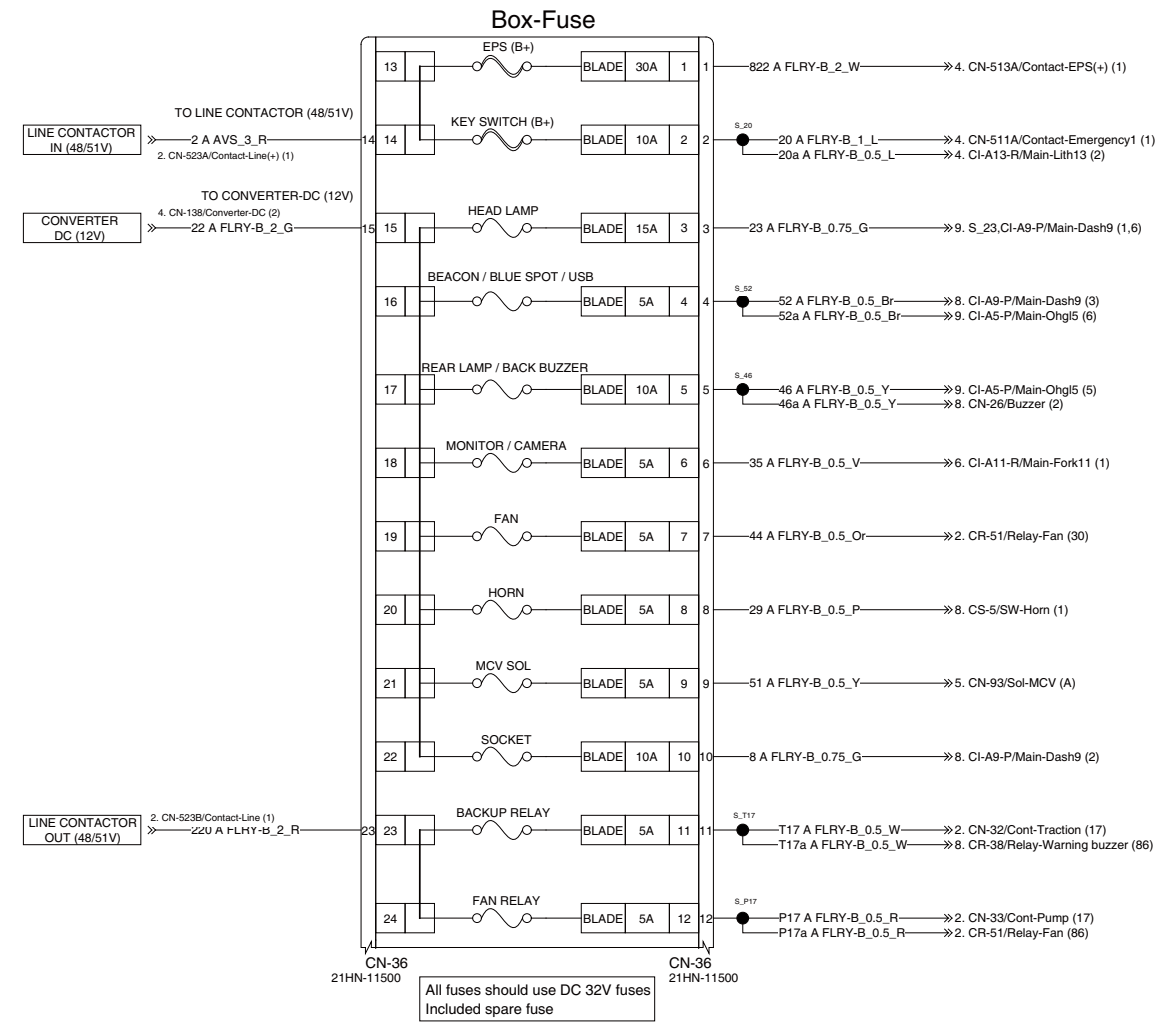 Box-Fuse
EPS (B+)
13 BLADE 30A 1 1 822 A FLRY-B_2_W 4. CN-513A/Contact-EPS(+) (1)
TO LINE CONTACTOR (48/51V)
KEY SWITCH (B+)
S_20
LINE CONTACTOR
IN (48/51V)
2 A AVS_3_R 14 14 BLADE 10A 2 2 20 A FLRY-B_1_L 4. CN-511A/Contact-Emergency1 (1)
2. CN-523A/Contact-Line(+) (1)
20a A FLRY-B_0.5_L 4. CI-A13-R/Main-Lith13 (2)
TO CONVERTER-DC (12V)
4. CN-138/Converter-DC (2)
HEAD LAMP
CONVERTER
DC (12V)
22 A FLRY-B_2_G 15 15 BLADE 15A 3 3 23 A FLRY-B_0.75_G 9. S_23,CI-A9-P/Main-Dash9 (1,6)
BEACON / BLUE SPOT / USB
S_52
16 BLADE 5A 4 4 52 A FLRY-B_0.5_Br 8. CI-A9-P/Main-Dash9 (3)
52a A FLRY-B_0.5_Br 9. CI-A5-P/Main-Ohgl5 (6)
REAR LAMP / BACK BUZZER
S_46
17 BLADE 10A 5 5 46 A FLRY-B_0.5_Y 9. CI-A5-P/Main-Ohgl5 (5)
46a A FLRY-B_0.5_Y 8. CN-26/Buzzer (2)
MONITOR / CAMERA
18 BLADE 5A 6 6 35 A FLRY-B_0.5_V 6. CI-A11-R/Main-Fork11 (1)
FAN
19 BLADE 5A 7 7 44 A FLRY-B_0.5_Or 2. CR-51/Relay-Fan (30)
HORN
20 BLADE 5A 8 8 29 A FLRY-B_0.5_P 8. CS-5/SW-Horn (1)
MCV SOL
21 BLADE 5A 9 9 51 A FLRY-B_0.5_Y 5. CN-93/Sol-MCV (A)
SOCKET
22 BLADE 10A 10 10 8 A FLRY-B_0.75_G 8. CI-A9-P/Main-Dash9 (2)
BACKUP RELAY
S_T17
2. CN-523B/Contact-Line (1)
LINE CONTACTOR
OUT (48/51V)
220 A FLRY-B_2_R 23 23 BLADE 5A 11 11 T17 A FLRY-B_0.5_W 2. CN-32/Cont-Traction (17)
T17a A FLRY-B_0.5_W 8. CR-38/Relay-Warning buzzer (86)
FAN RELAY
S_P17
24 BLADE 5A 12 12 P17 A FLRY-B_0.5_R 2. CN-33/Cont-Pump (17)
P17a A FLRY-B_0.5_R 2. CR-51/Relay-Fan (86)
CN-36 CN-36
21HN-11500 21HN-11500
All fuses should use DC 32V fuses
Included spare fuse